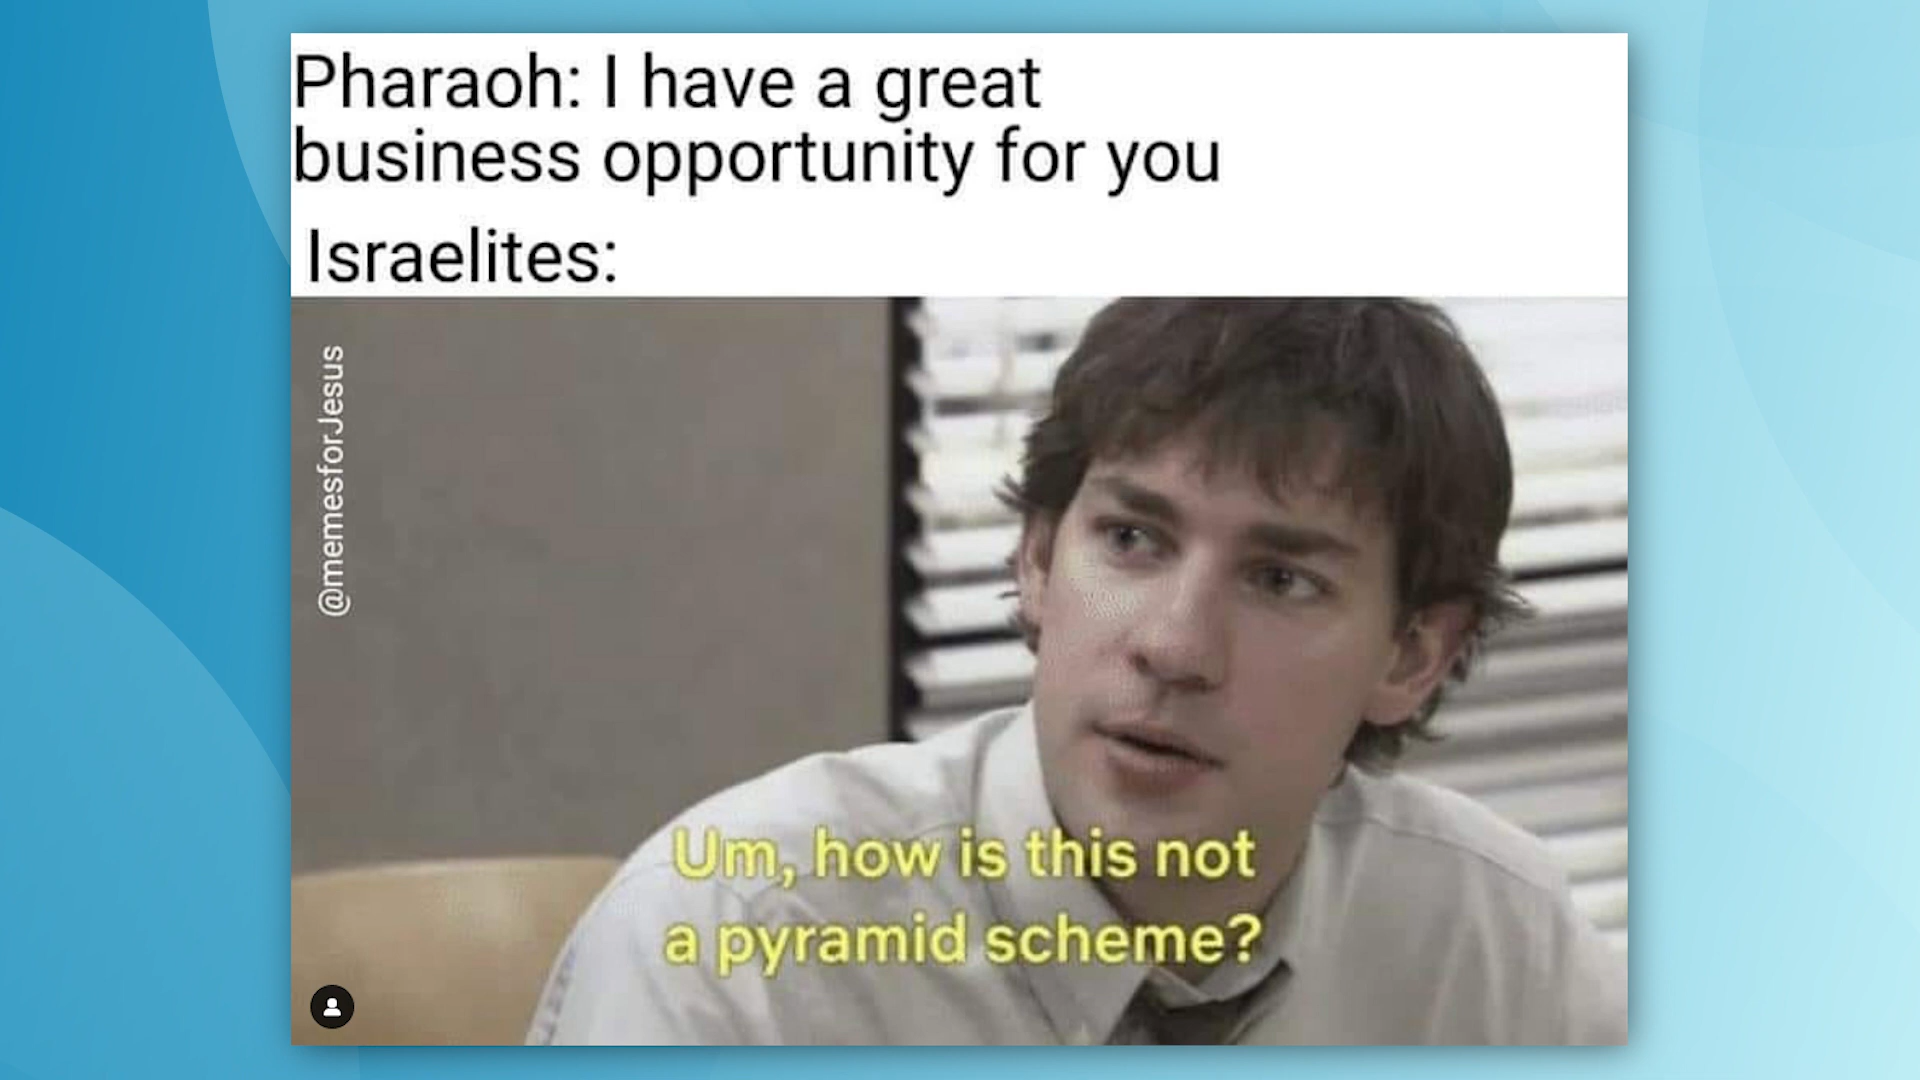 Pharaoh: I have a great
business opportunity for you
Israelites:
@memesforJesus
Um, how is this not
a pyramid scheme?